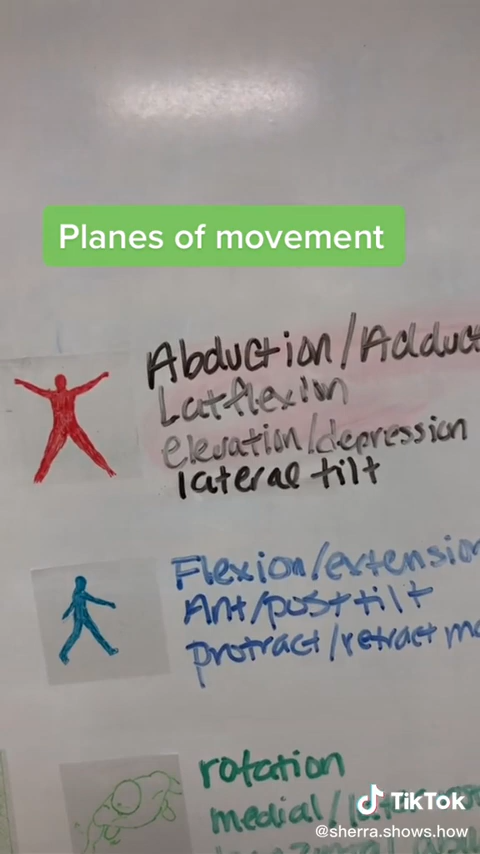 Planes of movement
Abduction/Adduct
Latflexion
elevation/depression
lateral tilt
Flexion/extension
Ant/post tilt
protract/retract
rotation
medial/
TikTok
@sherra.shows.how